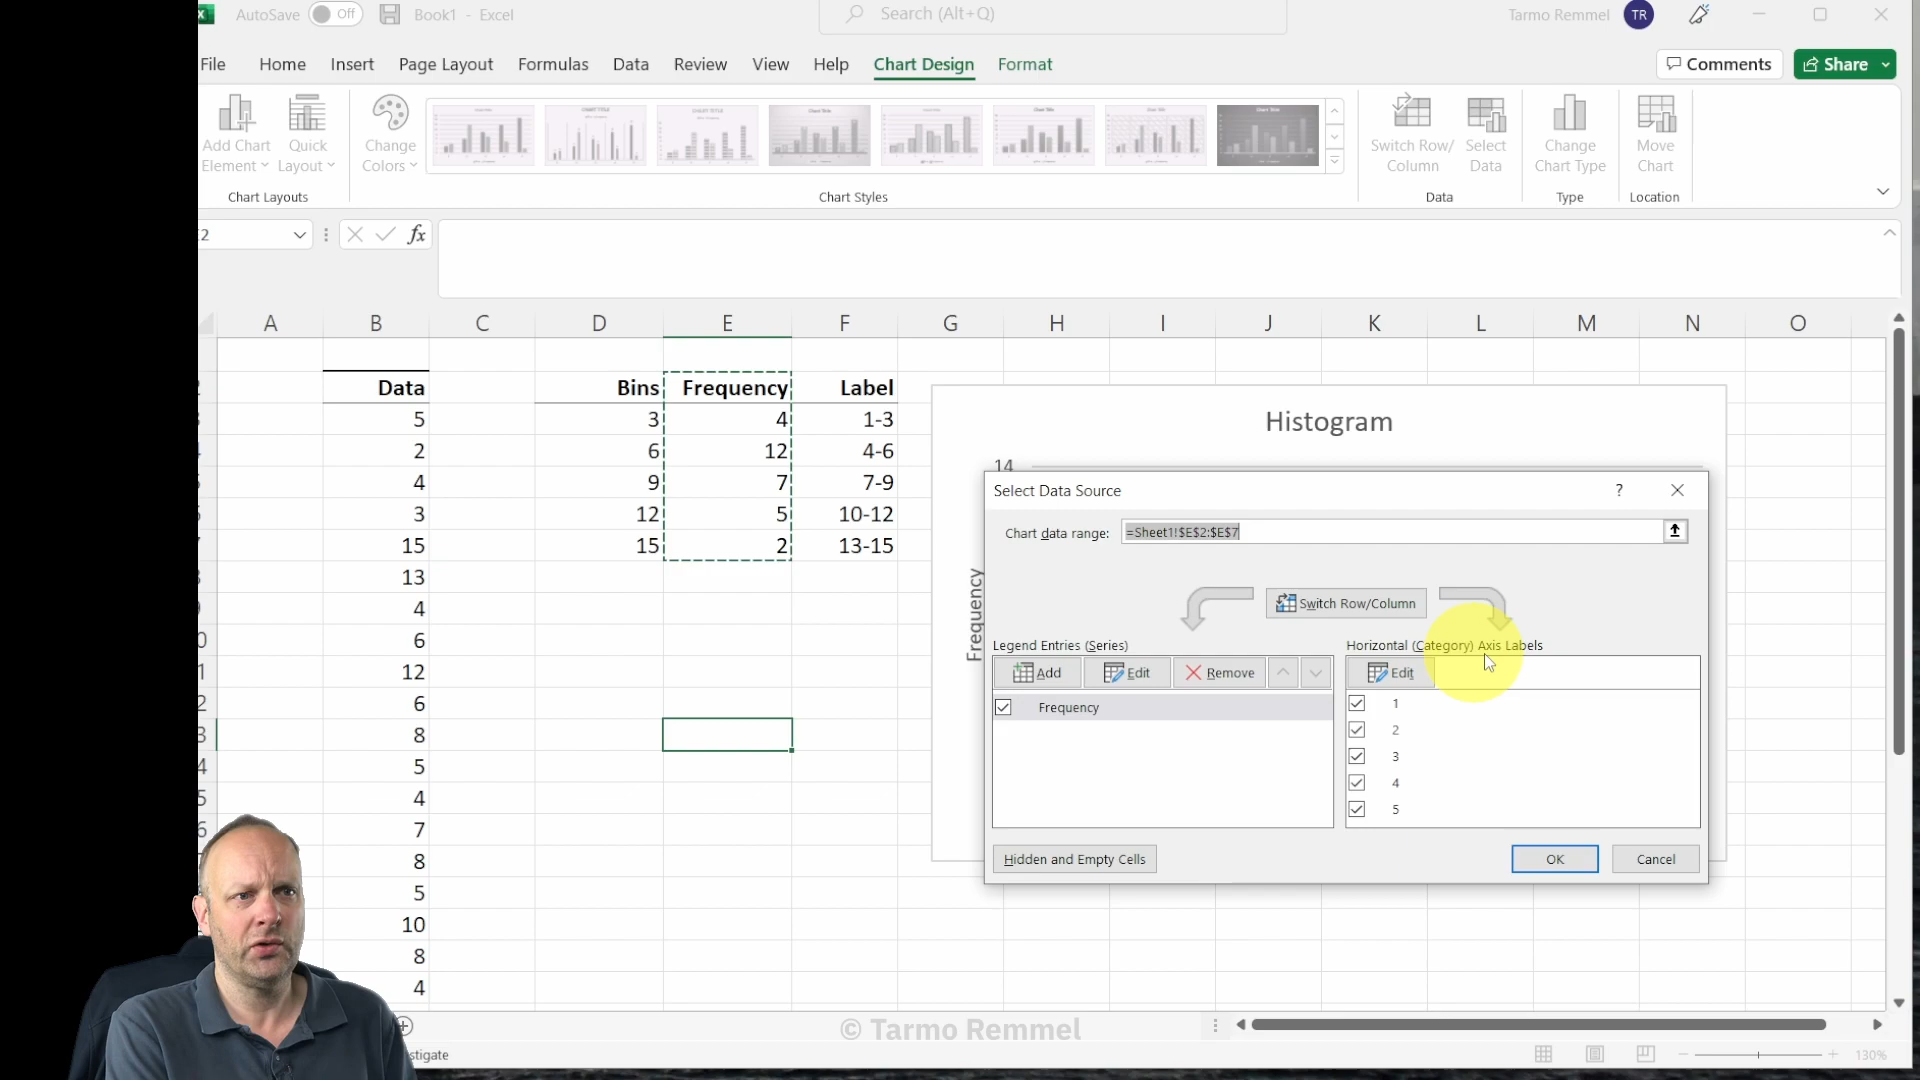 AutoSave Off Book1 - Excel Search (Alt+Q) Tarmo Remmel TR
File Home Insert Page Layout Formulas Data Review View Help Chart Design Format Comments Share
Add Chart Element Quick Layout Change Colors Switch Row/ Column Select Data Change Chart Type Move Chart
Chart Layouts Chart Styles Data Type Location
fx
A B C D E F G H I J K L M N O
Data Bins Frequency Label
5 3 4 1-3
2 6 12 4-6
4 9 7 7-9
3 12 5 10-12
15 15 2 13-15
13
4
6
12
6
8
5
4
7
8
5
10
8
4
Histogram
14
Frequency
Select Data Source ?
Chart data range: =Sheet1!$E$2:$E$7
Switch Row/Column
Legend Entries (Series) Horizontal (Category) Axis Labels
Add Edit Remove Edit
Frequency
1
2
3
4
5
Hidden and Empty Cells OK Cancel
© Tarmo Remmel
130%